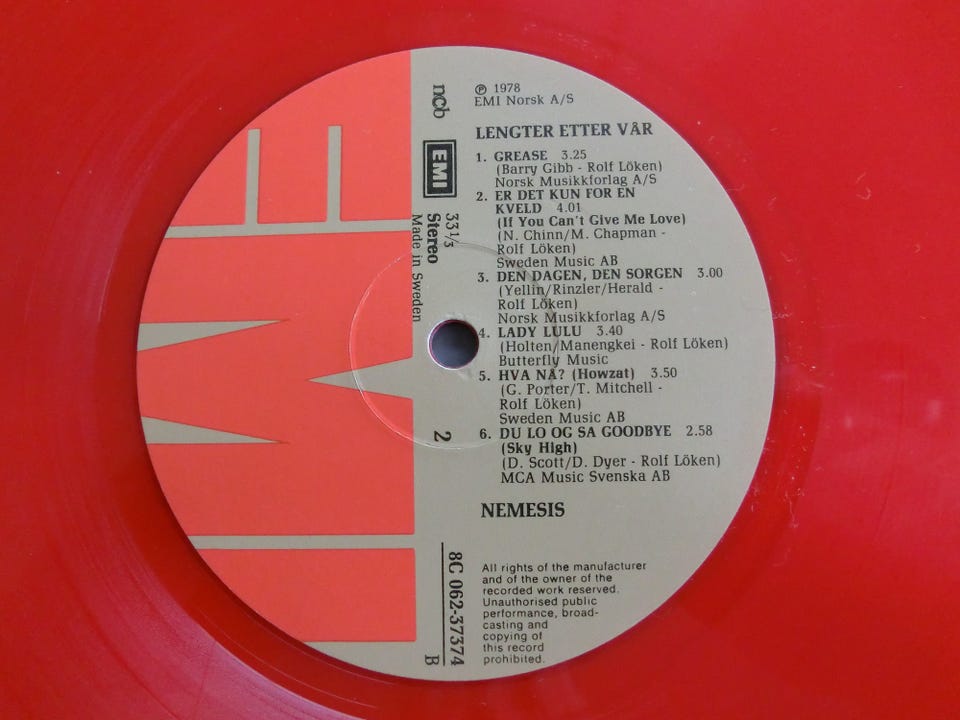 ncb
EMI
33 1/3
Stereo
Made in Sweden
2
8C 062-37374
B
℗ 1978
EMI Norsk A/S
LENGTER ETTER VÅR
1. GREASE 3.25
(Barry Gibb - Rolf Löken)
Norsk Musikkforlag A/S
2. ER DET KUN FOR EN
KVELD 4.01
(If You Can't Give Me Love)
(N. Chinn/M. Chapman -
Rolf Löken)
Sweden Music AB
3. DEN DAGEN, DEN SORGEN 3.00
(Yellin/Rinzler/Herald -
Rolf Löken)
Norsk Musikkforlag A/S
4. LADY LULU 3.40
(Holten/Manengkei - Rolf Löken)
Butterfly Music
5. HVA NÅ? (Howzat) 3.50
(G. Porter/T. Mitchell -
Rolf Löken)
Sweden Music AB
6. DU LO OG SA GOODBYE 2.58
(Sky High)
(D. Scott/D. Dyer - Rolf Löken)
MCA Music Svenska AB
NEMESIS
All rights of the manufacturer
and of the owner of the
recorded work reserved.
Unauthorised public
performance, broad-
casting and
copying of
this record
prohibited.
EMI